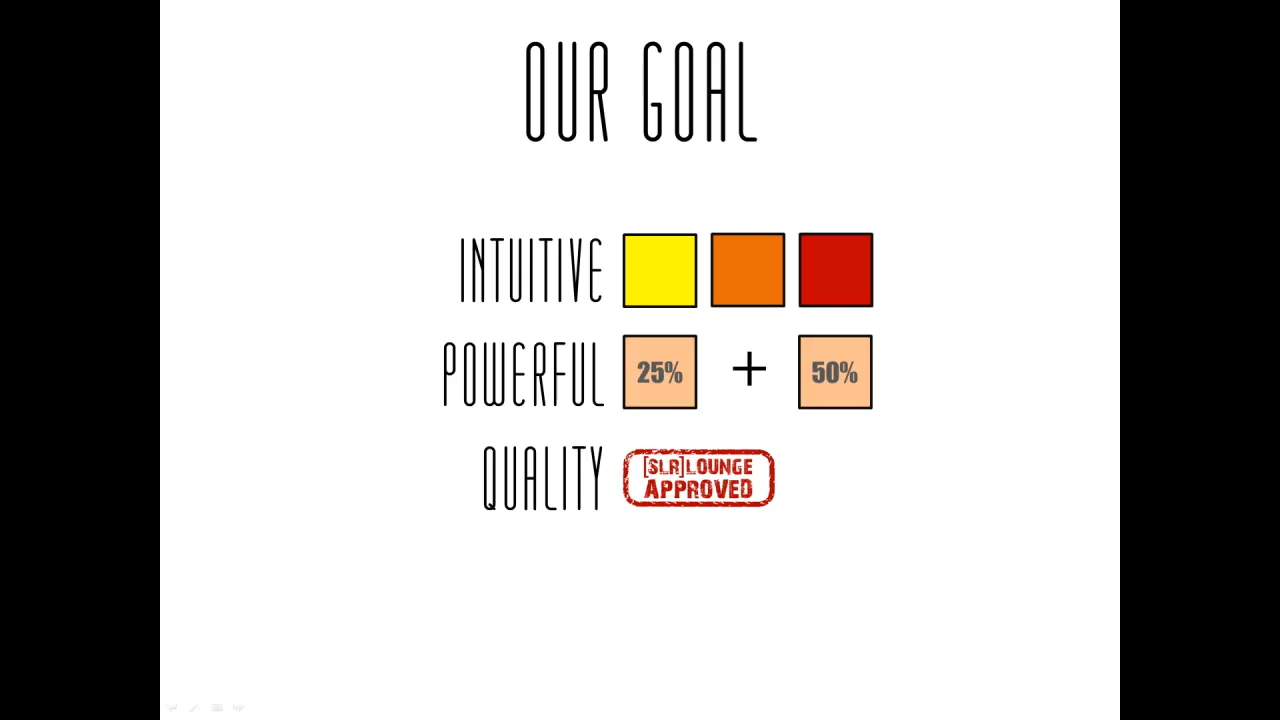 OUR GOAL
INTUITIVE
POWERFUL 25% + 50%
QUALITY [SLR]LOUNGE
APPROVED